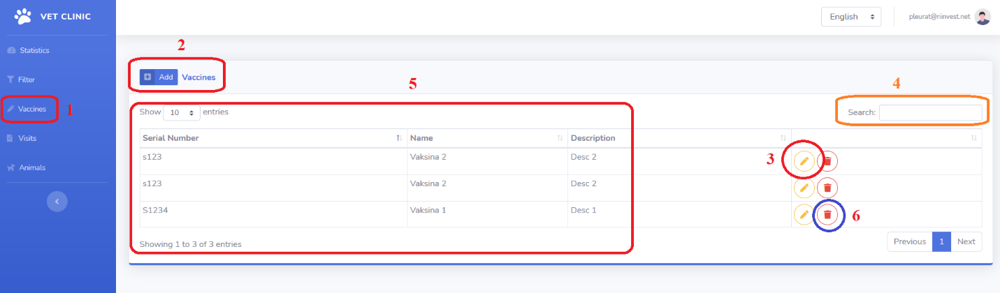 VET CLINIC
English
pleurat@riinvest.net
Statistics
Filter
Vaccines
Visits
Animals
1
2
Add Vaccines
5
4
Show 10 entries
Search:
Serial Number Name Description
s123 Vaksina 2 Desc 2
3
s123 Vaksina 2 Desc 2
S1234 Vaksina 1 Desc 1
6
Showing 1 to 3 of 3 entries
Previous 1 Next